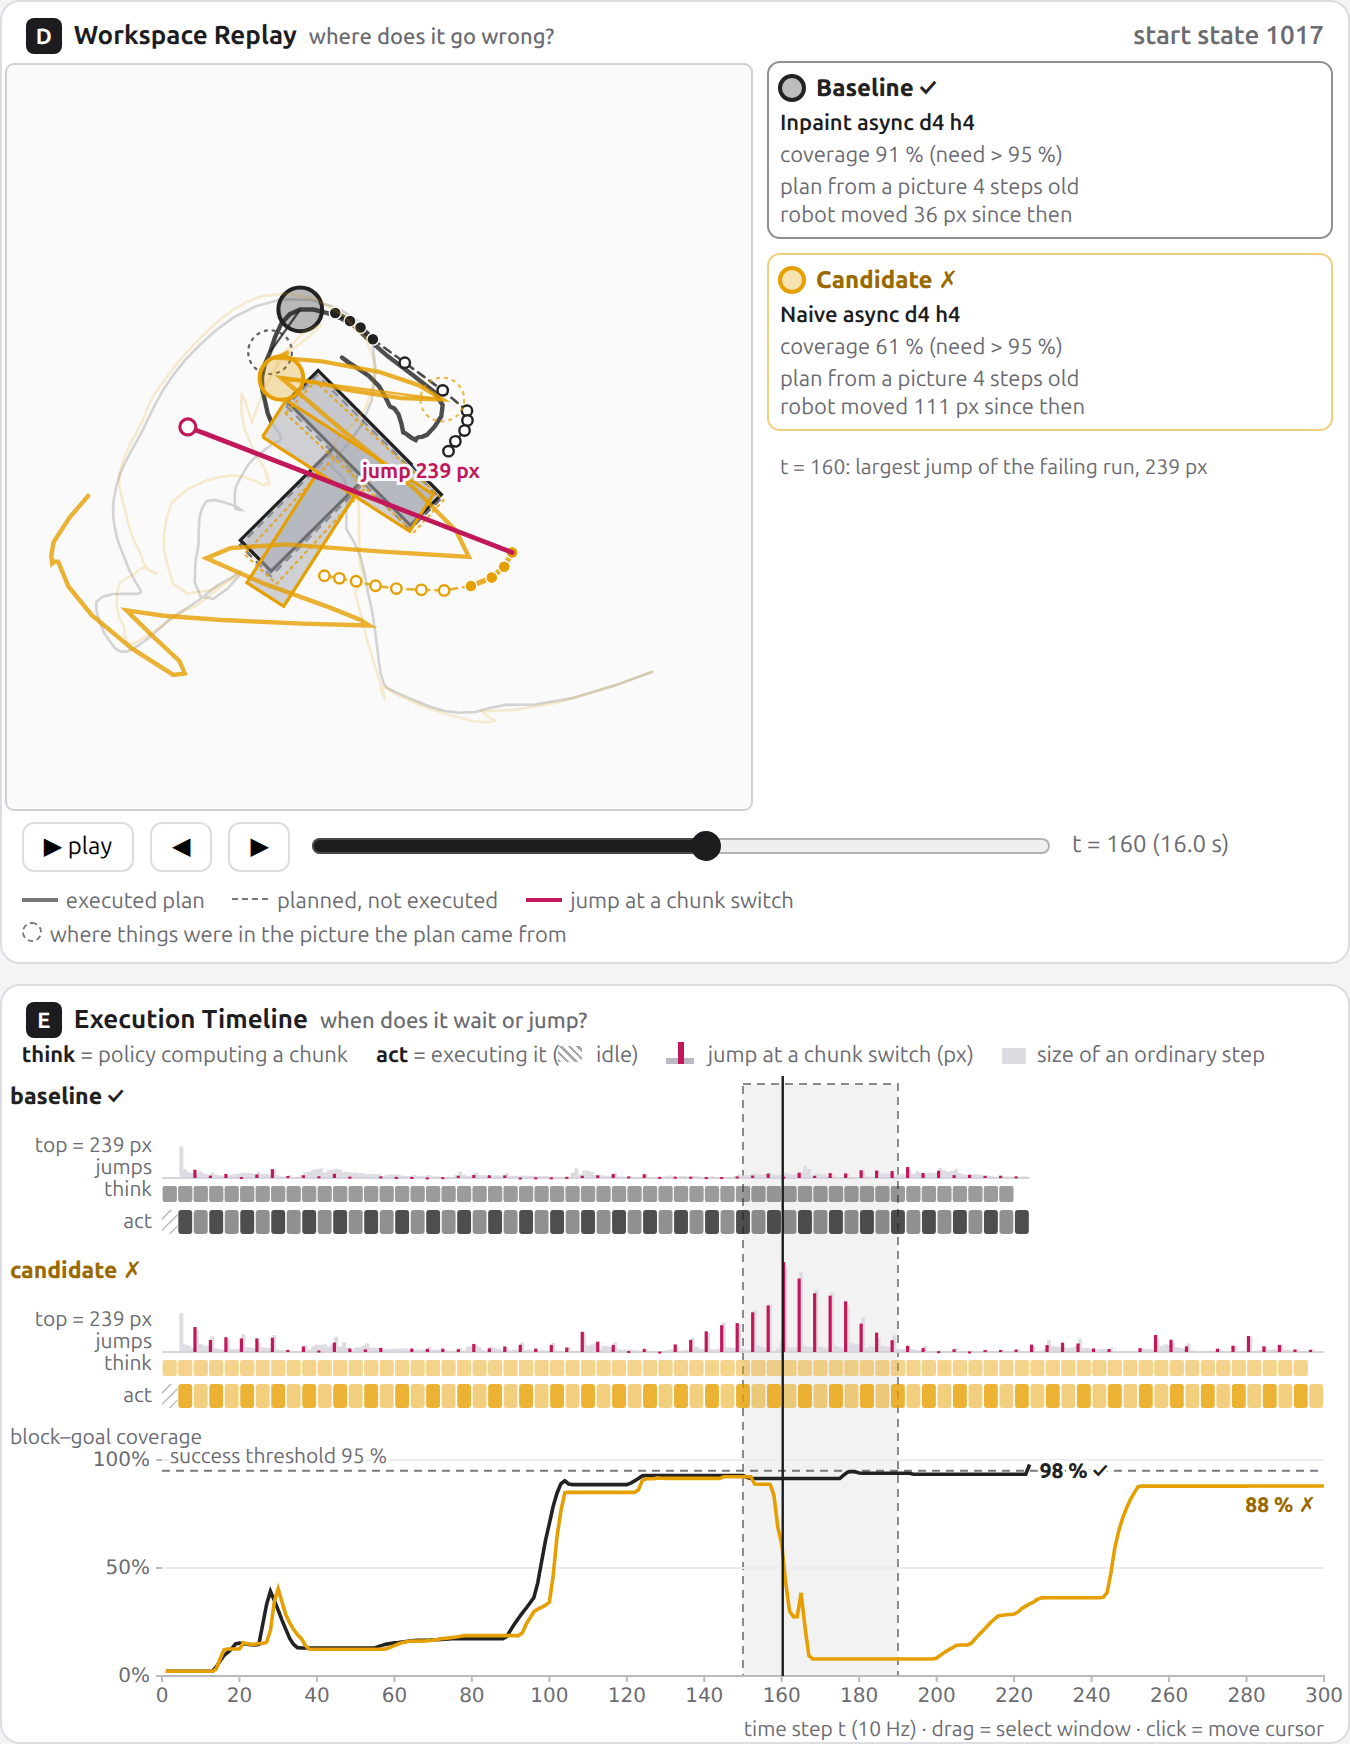 D Workspace Replay where does it go wrong? start state 1017
Baseline ✓
Inpaint async d4 h4
coverage 91 % (need > 95 %)
plan from a picture 4 steps old
robot moved 36 px since then
Candidate ✗
Naive async d4 h4
coverage 61 % (need > 95 %)
plan from a picture 4 steps old
robot moved 111 px since then
t = 160: largest jump of the failing run, 239 px
jump 239 px
▶ play ◀ ▶ t = 160 (16.0 s)
executed plan planned, not executed jump at a chunk switch
where things were in the picture the plan came from
E Execution Timeline when does it wait or jump?
think = policy computing a chunk act = executing it ( idle) jump at a chunk switch (px) size of an ordinary step
baseline ✓
top = 239 px
jumps
think
act
candidate ✗
top = 239 px
jumps
think
act
block–goal coverage
100% success threshold 95 %
98 % ✓
88 % ✗
50%
0%
0 20 40 60 80 100 120 140 160 180 200 220 240 260 280 300
time step t (10 Hz) · drag = select window · click = move cursor